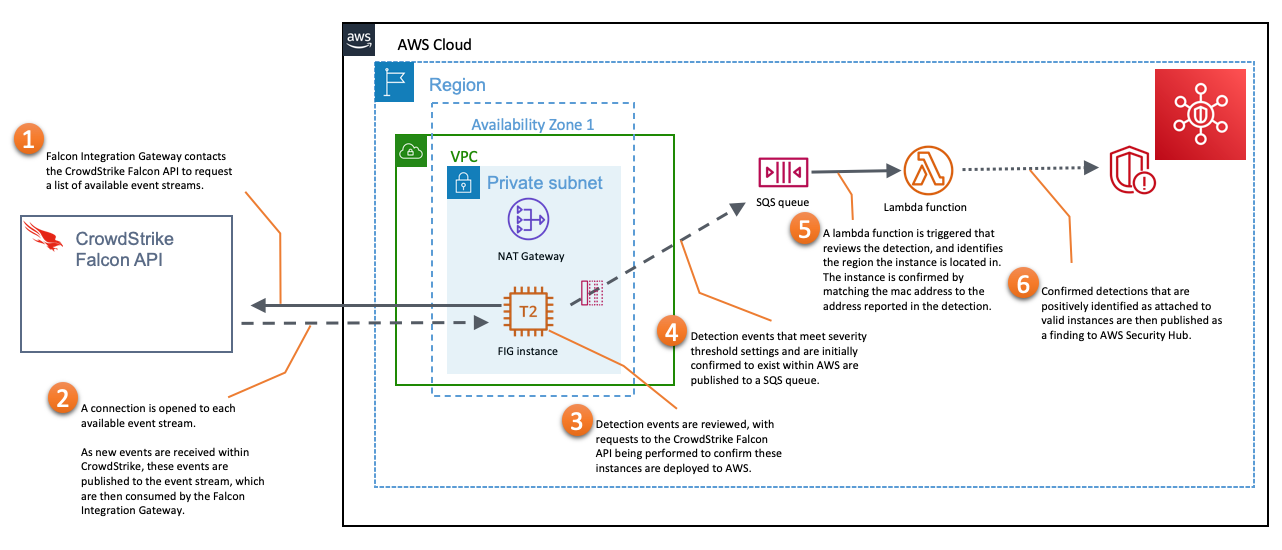 aws
AWS Cloud
Region
Availability Zone 1
VPC
Private subnet
NAT Gateway
T2
FIG instance
SQS queue
Lambda function
CrowdStrike
Falcon API
1
Falcon Integration Gateway contacts
the CrowdStrike Falcon API to request
a list of available event streams.
2
A connection is opened to each
available event stream.
As new events are received within
CrowdStrike, these events are
published to the event stream, which
are then consumed by the Falcon
Integration Gateway.
3
Detection events are reviewed, with
requests to the CrowdStrike Falcon
API being performed to confirm these
instances are deployed to AWS.
4
Detection events that meet severity
threshold settings and are initially
confirmed to exist within AWS are
published to a SQS queue.
5
A lambda function is triggered that
reviews the detection, and identifies
the region the instance is located in.
The instance is confirmed by
matching the mac address to the
address reported in the detection.
6
Confirmed detections that are
positively identified as attached to
valid instances are then published as
a finding to AWS Security Hub.